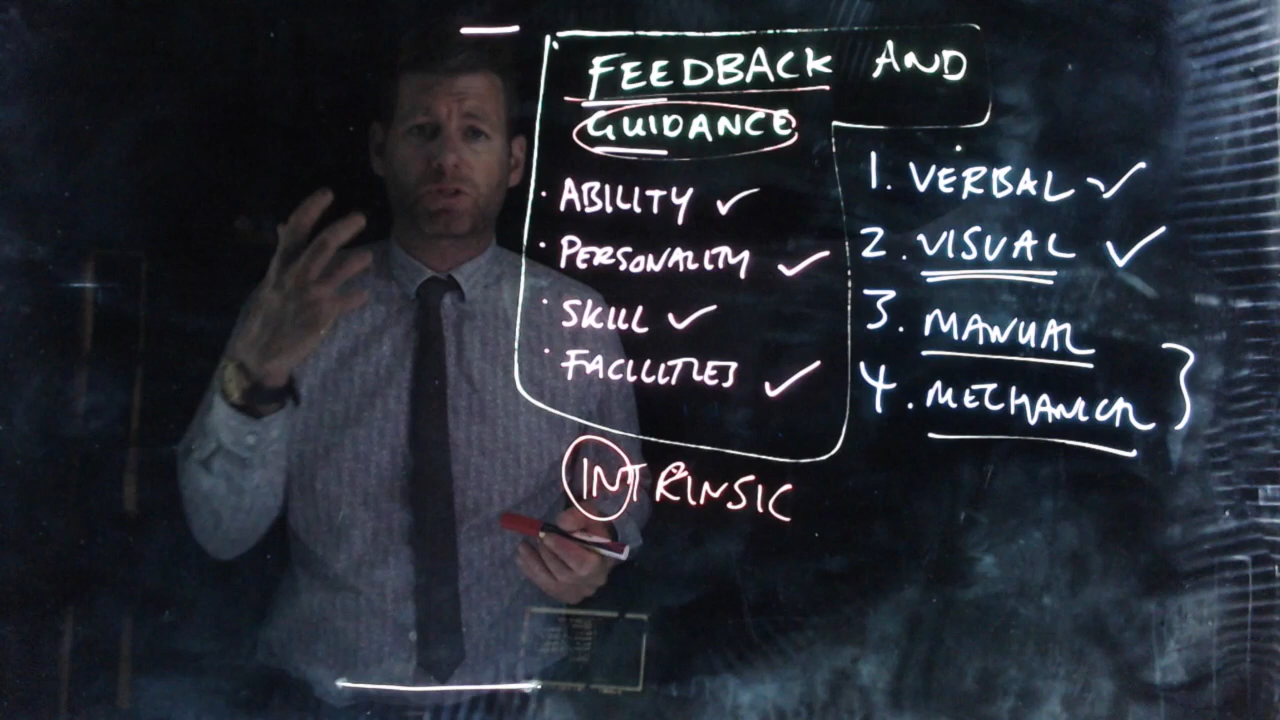 FEEDBACK AND
GUIDANCE
· ABILITY ✓
· PERSONALITY ✓
· SKILL ✓
· FACILITIES ✓
INTRINSIC
1. VERBAL ✓
2. VISUAL ✓
3. MANUAL
4. MECHANICAL